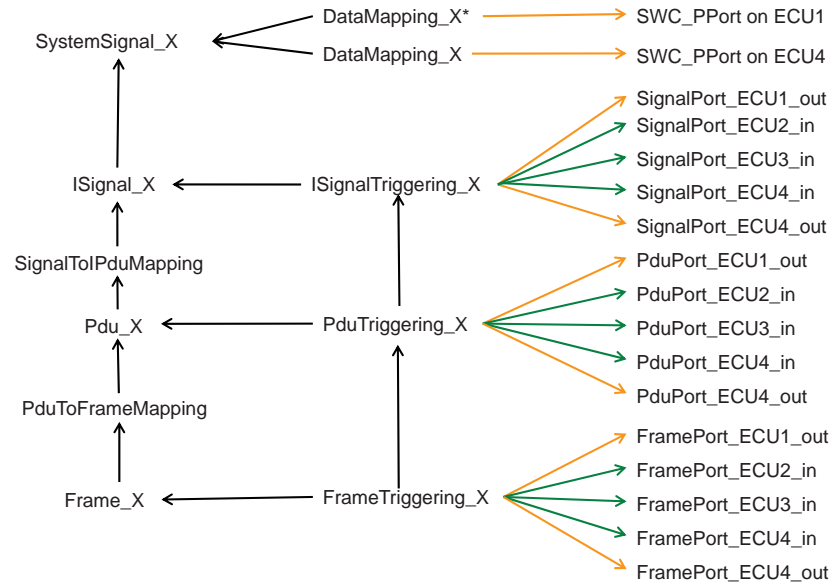 DataMapping_X*
SWC_PPort on ECU1
SystemSignal_X
DataMapping_X
SWC_PPort on ECU4
SignalPort_ECU1_out
SignalPort_ECU2_in
SignalPort_ECU3_in
ISignal_X
ISignalTriggering_X
SignalPort_ECU4_in
SignalPort_ECU4_out
SignalToIPduMapping
PduPort_ECU1_out
PduPort_ECU2_in
Pdu_X
PduTriggering_X
PduPort_ECU3_in
PduPort_ECU4_in
PduPort_ECU4_out
PduToFrameMapping
FramePort_ECU1_out
FramePort_ECU2_in
Frame_X
FrameTriggering_X
FramePort_ECU3_in
FramePort_ECU4_in
FramePort_ECU4_out